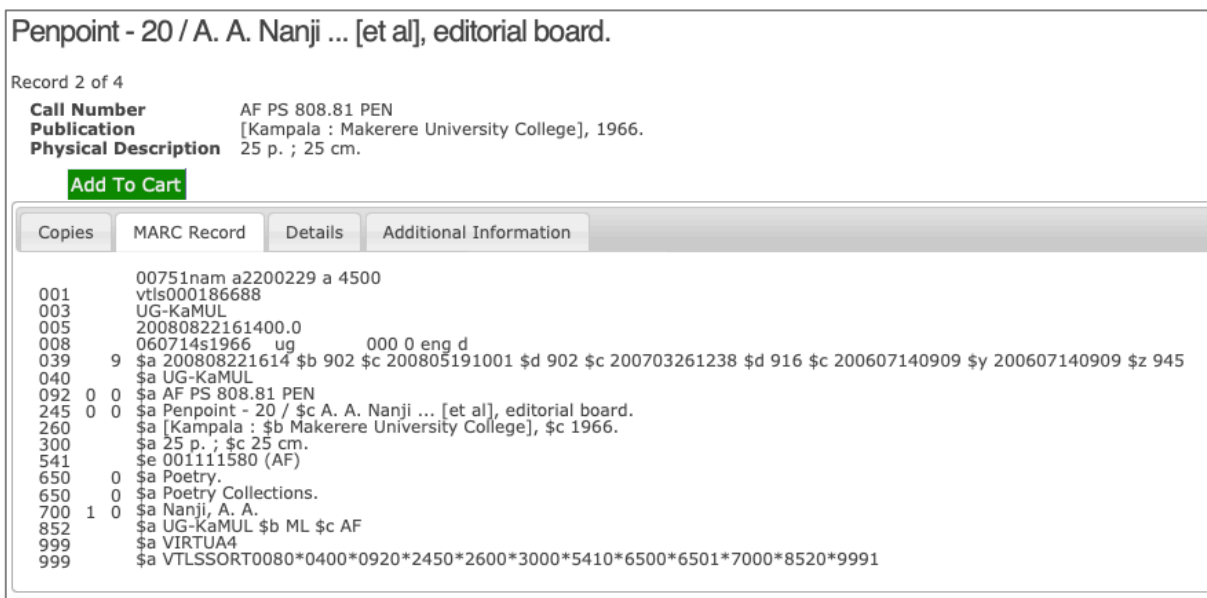 Penpoint - 20 / A. A. Nanji ... [et al], editorial board.
Record 2 of 4
Call Number AF PS 808.81 PEN
Publication [Kampala : Makerere University College], 1966.
Physical Description 25 p. ; 25 cm.
Add To Cart
Copies MARC Record Details Additional Information
00751nam a2200229 a 4500
001 vtls000186688
003 UG-KaMUL
005 20080822161400.0
008 060714s1966 ug 000 0 eng d
039 9 $a 200808221614 $b 902 $c 200805191001 $d 902 $c 200703261238 $d 916 $c 200607140909 $y 200607140909 $z 945
040 $a UG-KaMUL
092 0 0 $a AF PS 808.81 PEN
245 0 0 $a Penpoint - 20 / $c A. A. Nanji ... [et al], editorial board.
260 $a [Kampala : $b Makerere University College], $c 1966.
300 $a 25 p. ; $c 25 cm.
541 $e 001111580 (AF)
650 0 $a Poetry.
650 0 $a Poetry Collections.
700 1 0 $a Nanji, A. A.
852 $a UG-KaMUL $b ML $c AF
999 $a VIRTUA4
999 $a VTLSSORT0080*0400*0920*2450*2600*3000*5410*6500*6501*7000*8520*9991